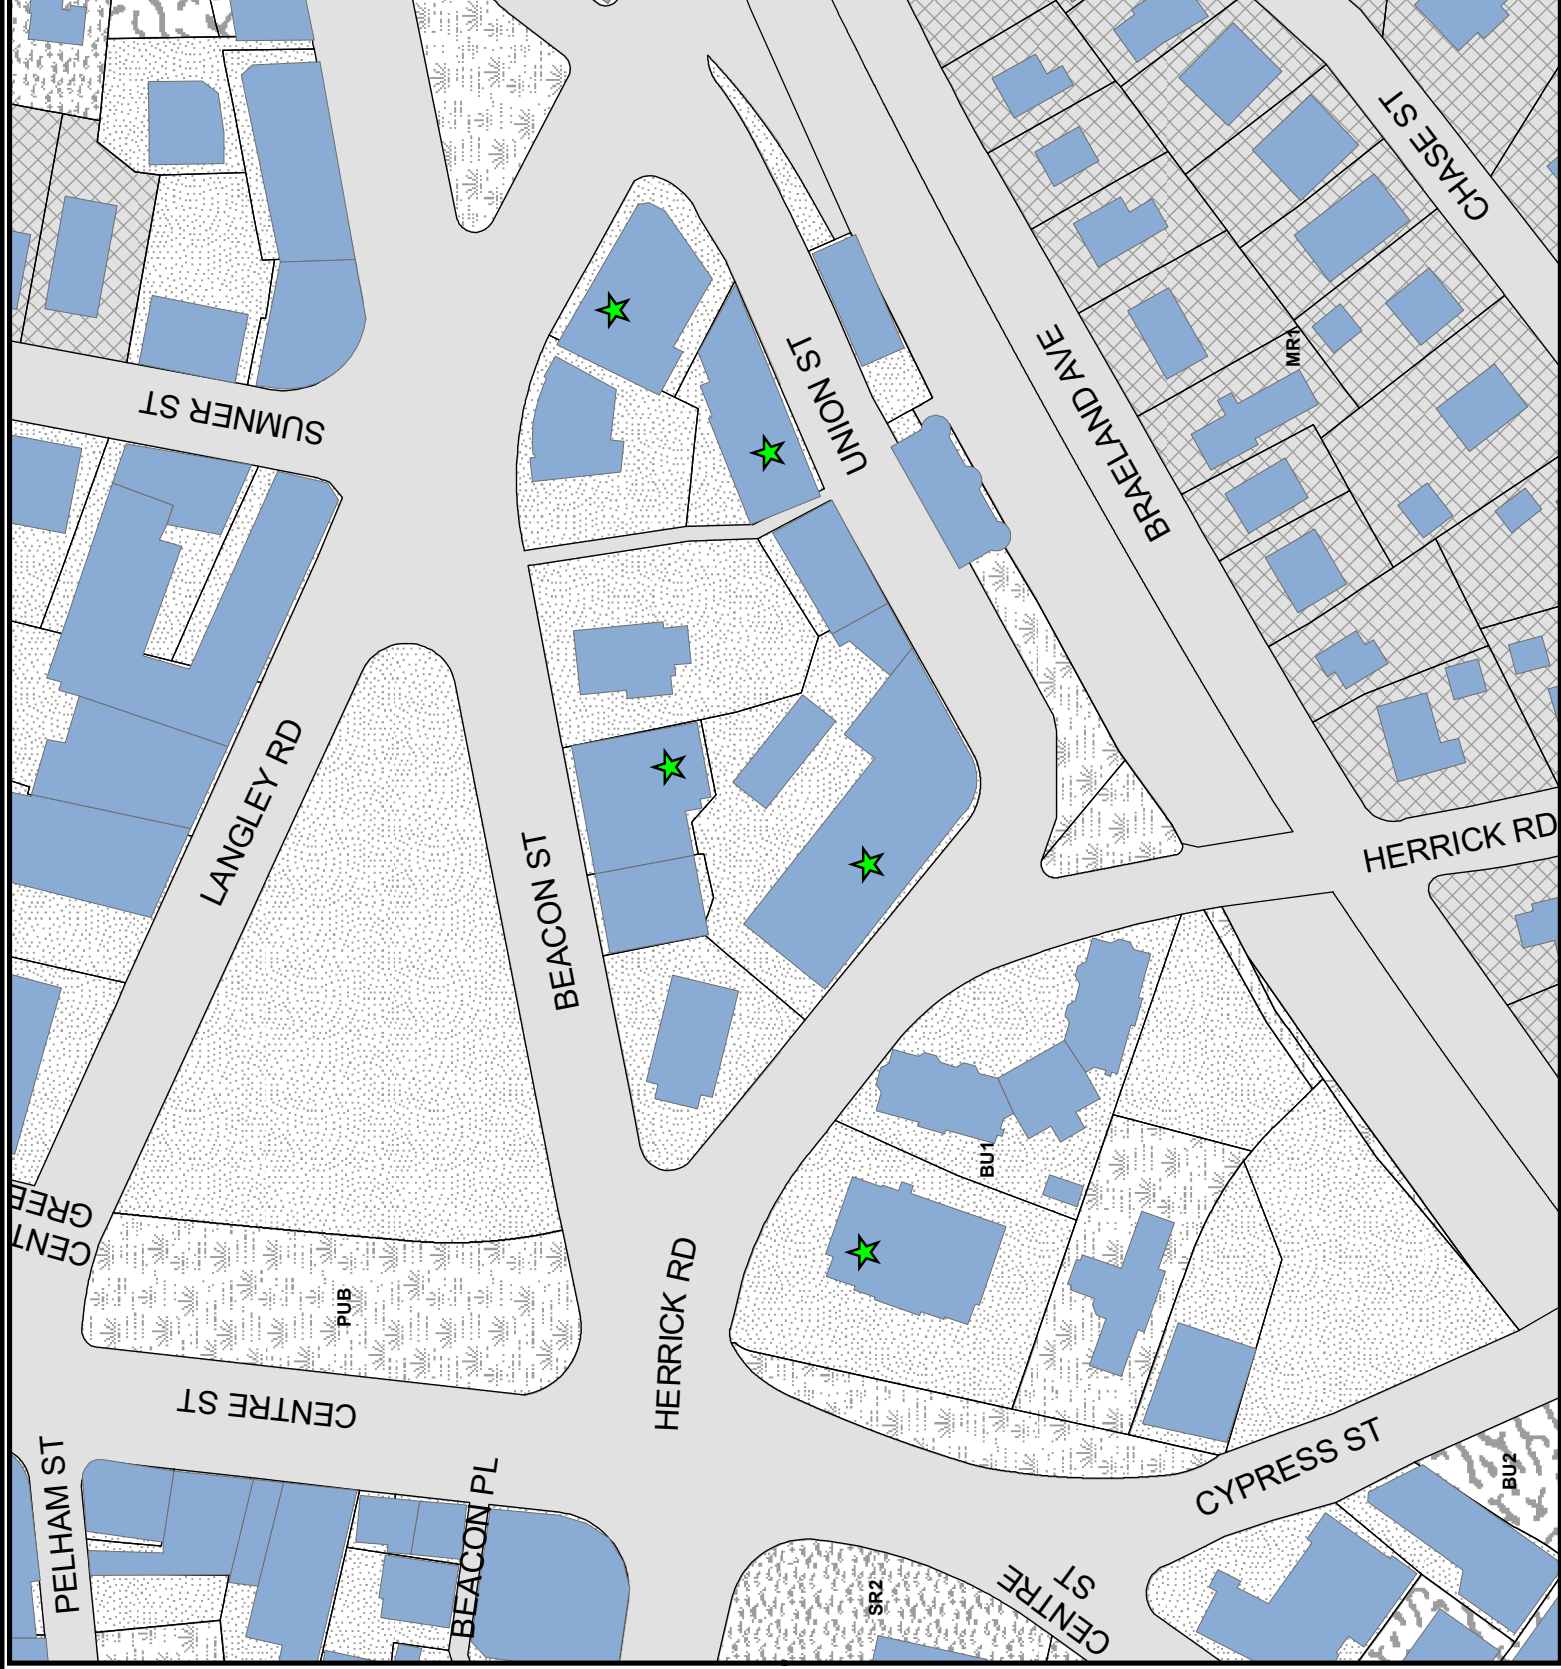 CHASE ST
UNION ST
MR1
SUMNER ST
BRAELAND AVE
LANGLEY RD
BEACON ST
HERRICK RD
BU1
GREE
CENT
PUB
HERRICK RD
CENTRE ST
CYPRESS ST
BU2
PELHAM ST
BEACON PL
SR2
CENTRE
ST